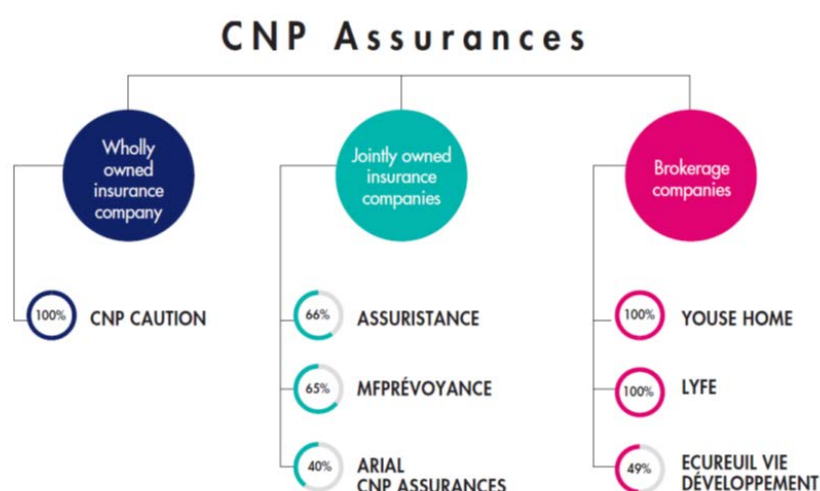 CNP Assurances
Wholly
owned
insurance
company
Jointly owned
insurance
companies
Brokerage
companies
100%
CNP CAUTION
66%
ASSURISTANCE
65%
MFPRÉVOYANCE
40%
ARIAL
CNP ASSURANCES
100%
YOUSE HOME
100%
LYFE
49%
ECUREUIL VIE
DÉVELOPPEMENT